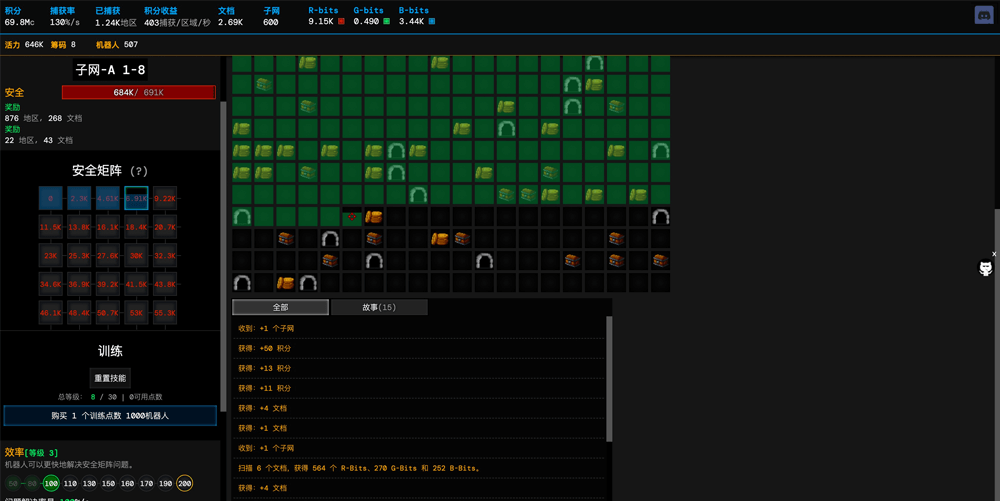 积分 捕获率 已捕获 积分收益 文档 子网 R-bits G-bits B-bits
69.8Mc 130%/s 1.24K地区 403捕获/区域/秒 2.69K 600 9.15K 0.490 3.44K
活力 646K 筹码 8 机器人 507
子网-A 1-8
安全 684K/ 691K
奖励
876 地区, 268 文档
奖励
22 地区, 43 文档
安全矩阵 (?)
0 2.3K 4.61K 6.91K 9.22K
11.5K 13.8K 16.1K 18.4K 20.7K
23K 25.3K 27.6K 30K 32.3K
34.6K 36.9K 39.2K 41.5K 43.8K
46.1K 48.4K 50.7K 53K 55.3K
训练
重置技能
总等级: 8 / 30 | 0可用点数
购买 1 个训练点数 1000机器人
效率[等级 3]
机器人可以更快地解决安全矩阵问题。
100 110 130 150 160 170 190 200
全部 故事(15)
收到: +1 个子网
获得: +50 积分
获得: +13 积分
获得: +11 积分
获得: +4 文档
获得: +1 文档
收到: +1 个子网
扫描 6 个文档, 获得 564 个 R-Bits、270 G-Bits 和 252 B-Bits。
获得: +4 文档
x